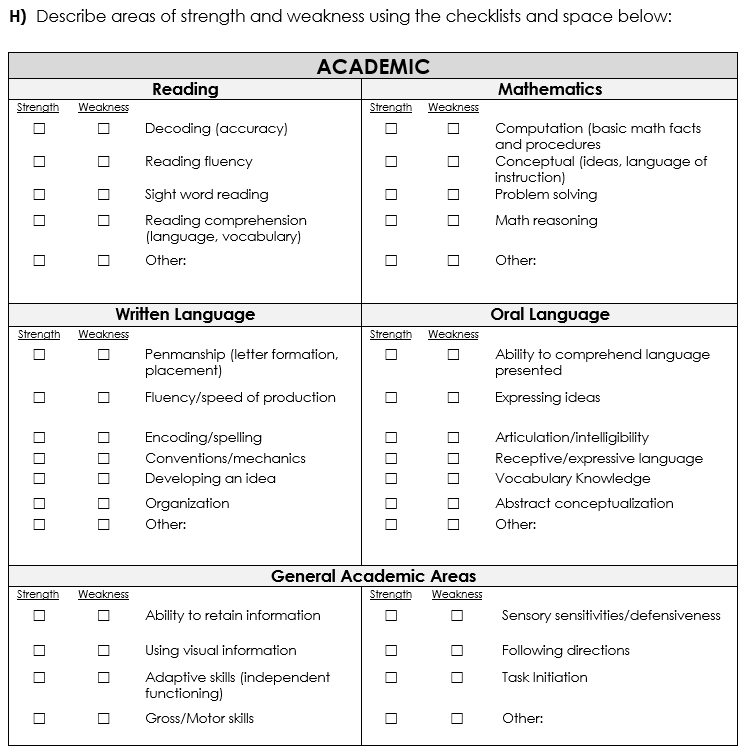 H) Describe areas of strength and weakness using the checklists and space below:
ACADEMIC
Reading
Strength Weakness
☐ ☐ Decoding (accuracy)
☐ ☐ Reading fluency
☐ ☐ Sight word reading
☐ ☐ Reading comprehension
(language, vocabulary)
☐ ☐ Other:
Mathematics
Strength Weakness
☐ ☐ Computation (basic math facts
and procedures
☐ ☐ Conceptual (ideas, language of
instruction)
☐ ☐ Problem solving
☐ ☐ Math reasoning
☐ ☐ Other:
Written Language
Strength Weakness
☐ ☐ Penmanship (letter formation,
placement)
☐ ☐ Fluency/speed of production
☐ ☐ Encoding/spelling
☐ ☐ Conventions/mechanics
☐ ☐ Developing an idea
☐ ☐ Organization
☐ ☐ Other:
Oral Language
Strength Weakness
☐ ☐ Ability to comprehend language
presented
☐ ☐ Expressing ideas
☐ ☐ Articulation/intelligibility
☐ ☐ Receptive/expressive language
☐ ☐ Vocabulary Knowledge
☐ ☐ Abstract conceptualization
☐ ☐ Other:
General Academic Areas
Strength Weakness
☐ ☐ Ability to retain information
☐ ☐ Using visual information
☐ ☐ Adaptive skills (independent
functioning)
☐ ☐ Gross/Motor skills
Strength Weakness
☐ ☐ Sensory sensitivities/defensiveness
☐ ☐ Following directions
☐ ☐ Task Initiation
☐ ☐ Other: